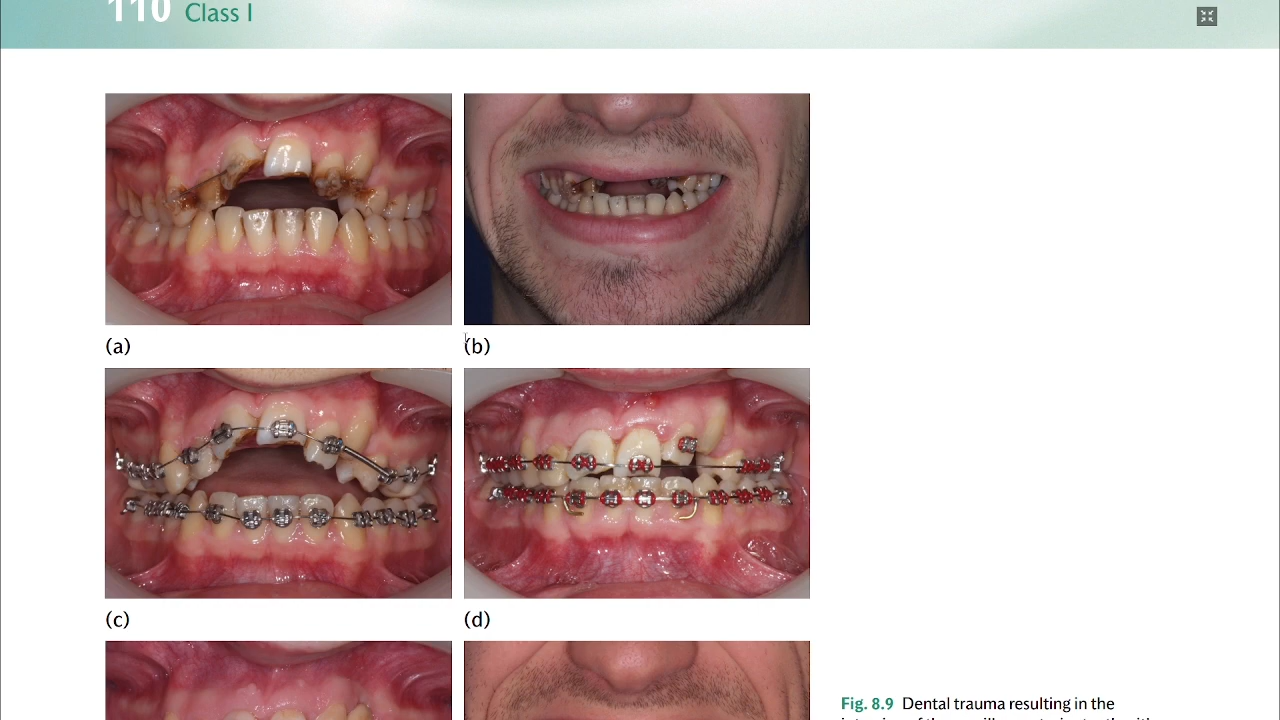 110 Class I
(a)
(b)
(c)
(d)
Fig. 8.9 Dental trauma resulting in the